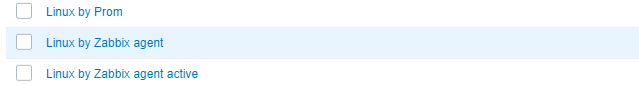 Linux by Prom
Linux by Zabbix agent
Linux by Zabbix agent active